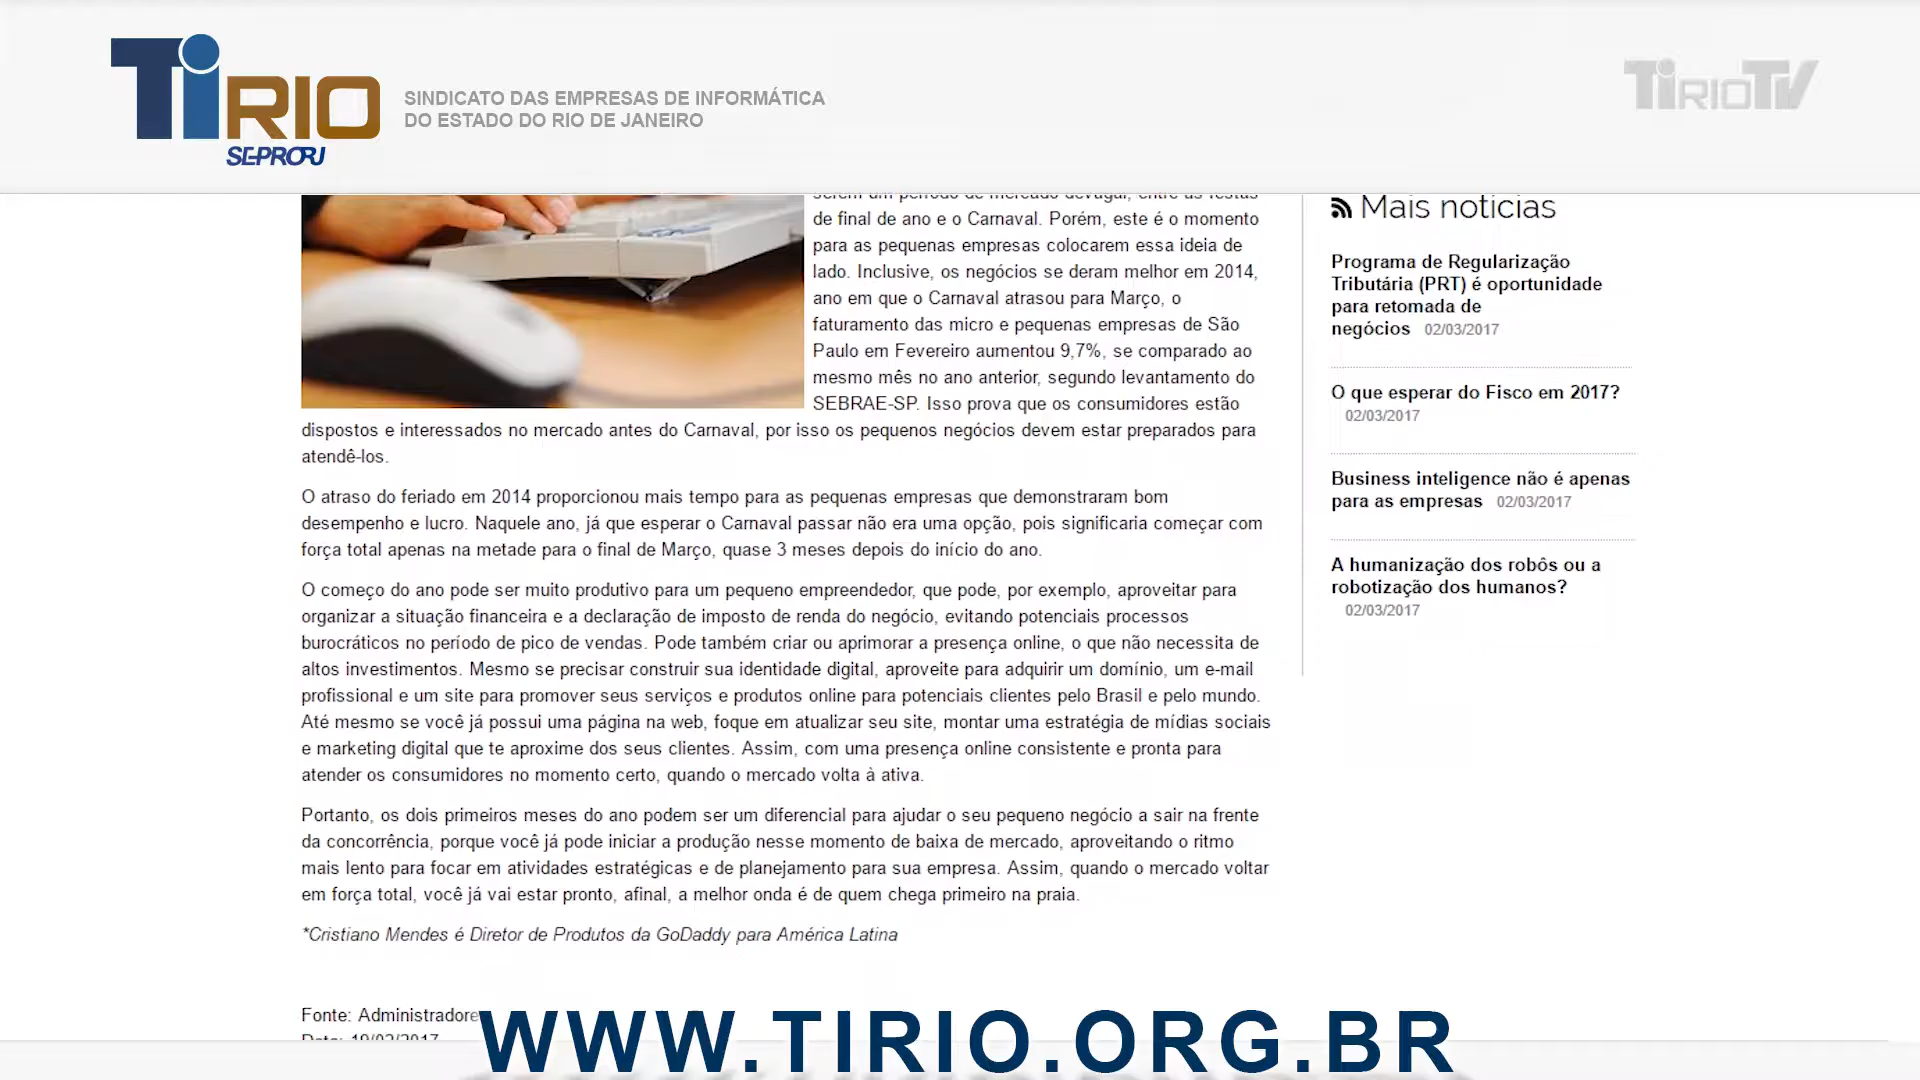 TiRIO
SEPRORJ
SINDICATO DAS EMPRESAS DE INFORMÁTICA
DO ESTADO DO RIO DE JANEIRO
TiRIOTV
serem um período de mercado devagar, entre as festas
de final de ano e o Carnaval. Porém, este é o momento
para as pequenas empresas colocarem essa ideia de
lado. Inclusive, os negócios se deram melhor em 2014,
ano em que o Carnaval atrasou para Março, o
faturamento das micro e pequenas empresas de São
Paulo em Fevereiro aumentou 9,7%, se comparado ao
mesmo mês no ano anterior, segundo levantamento do
SEBRAE-SP. Isso prova que os consumidores estão
dispostos e interessados no mercado antes do Carnaval, por isso os pequenos negócios devem estar preparados para
atendê-los.
O atraso do feriado em 2014 proporcionou mais tempo para as pequenas empresas que demonstraram bom
desempenho e lucro. Naquele ano, já que esperar o Carnaval passar não era uma opção, pois significaria começar com
força total apenas na metade para o final de Março, quase 3 meses depois do início do ano.
O começo do ano pode ser muito produtivo para um pequeno empreendedor, que pode, por exemplo, aproveitar para
organizar a situação financeira e a declaração de imposto de renda do negócio, evitando potenciais processos
burocráticos no período de pico de vendas. Pode também criar ou aprimorar a presença online, o que não necessita de
altos investimentos. Mesmo se precisar construir sua identidade digital, aproveite para adquirir um domínio, um e-mail
profissional e um site para promover seus serviços e produtos online para potenciais clientes pelo Brasil e pelo mundo.
Até mesmo se você já possui uma página na web, foque em atualizar seu site, montar uma estratégia de mídias sociais
e marketing digital que te aproxime dos seus clientes. Assim, com uma presença online consistente e pronta para
atender os consumidores no momento certo, quando o mercado volta à ativa.
Portanto, os dois primeiros meses do ano podem ser um diferencial para ajudar o seu pequeno negócio a sair na frente
da concorrência, porque você já pode iniciar a produção nesse momento de baixa de mercado, aproveitando o ritmo
mais lento para focar em atividades estratégicas e de planejamento para sua empresa. Assim, quando o mercado voltar
em força total, você já vai estar pronto, afinal, a melhor onda é de quem chega primeiro na praia.
*Cristiano Mendes é Diretor de Produtos da GoDaddy para América Latina
Fonte: Administradore
Data: 19/02/2017
Mais notícias
Programa de Regularização
Tributária (PRT) é oportunidade
para retomada de
negócios 02/03/2017
O que esperar do Fisco em 2017?
02/03/2017
Business inteligence não é apenas
para as empresas 02/03/2017
A humanização dos robôs ou a
robotização dos humanos?
02/03/2017
WWW.TIRIO.ORG.BR